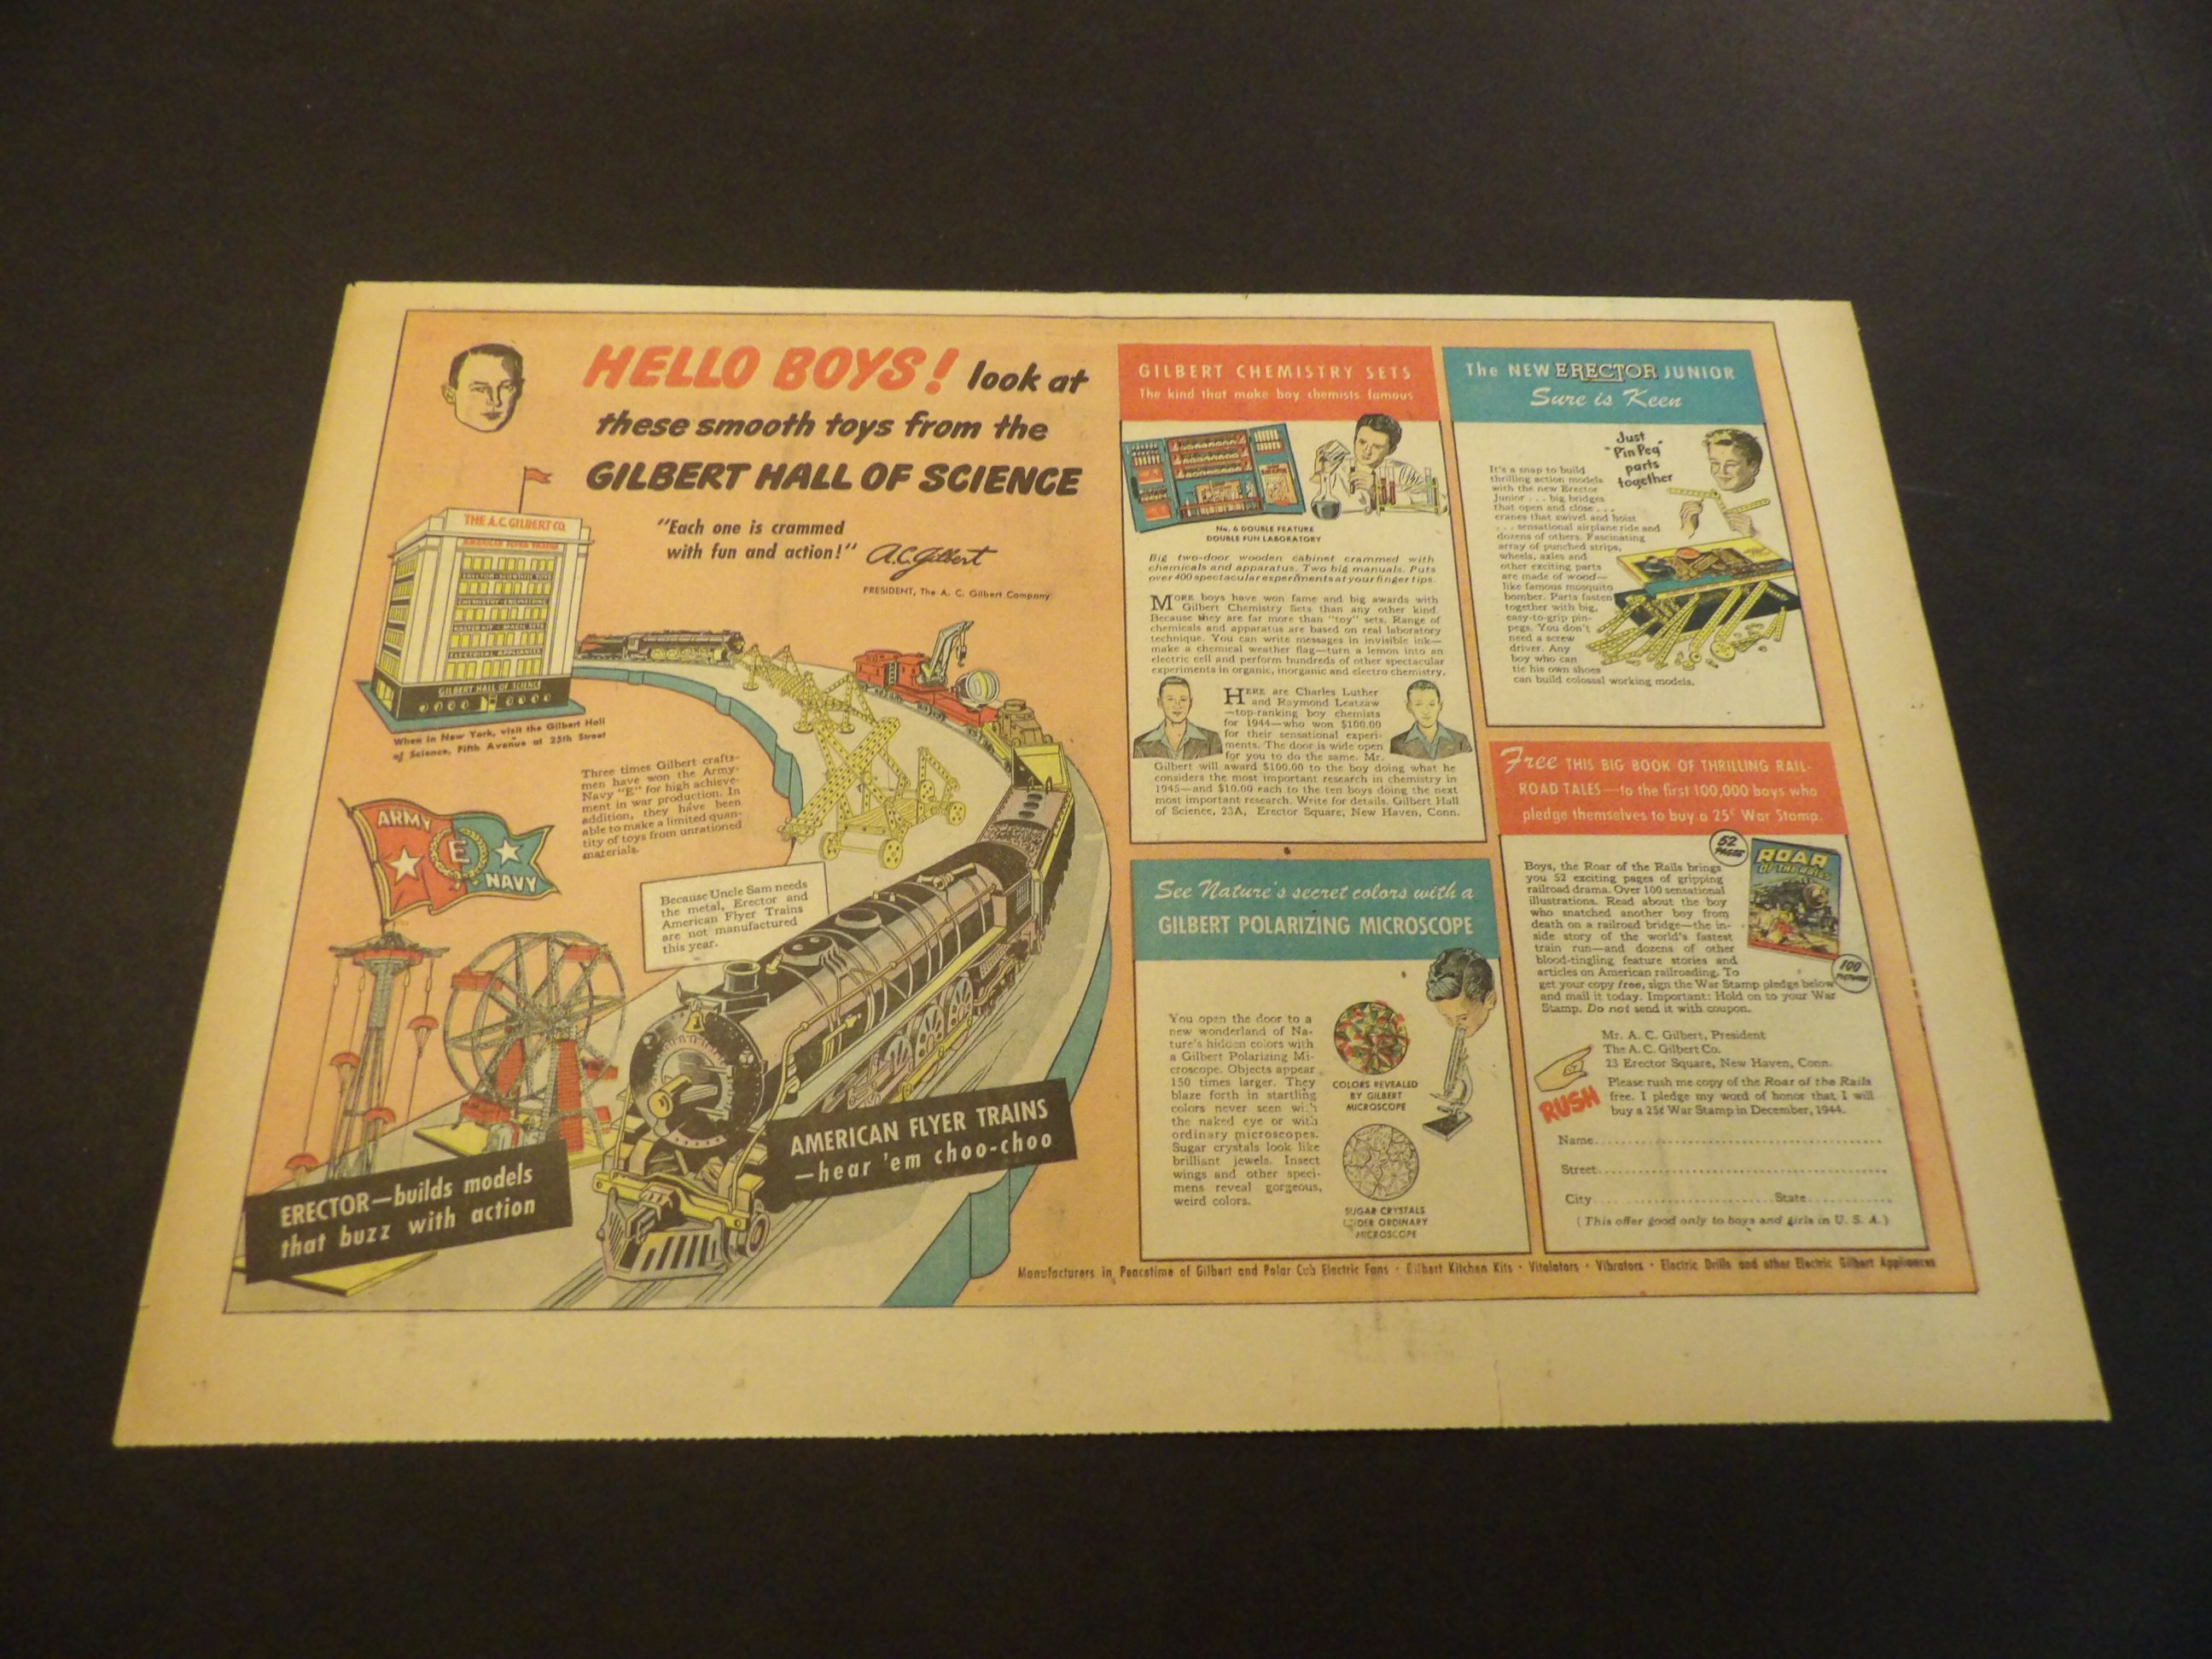 HELLO BOYS! look at
these smooth toys from the
GILBERT HALL OF SCIENCE
"Each one is crammed
with fun and action!"
A.C. Gilbert
PRESIDENT, The A. C. Gilbert Company
THE A.C. GILBERT CO.
AMERICAN FLYER TRAINS
ERECTOR - SCIENTIFIC TOYS
CHEMISTRY - ENGINEERING
MAGIC SETS
ELECTRICAL APPLIANCES
GILBERT HALL OF SCIENCE
When in New York, visit the Gilbert Hall
of Science, Fifth Avenue at 25th Street
Three times Gilbert crafts-
men have won the Army-
Navy "E" for high achieve-
ment in war production. In
addition, they have been
able to make a limited quan-
tity of toys from unrationed
materials.
ARMY
E
NAVY
Because Uncle Sam needs
the metal, Erector and
American Flyer Trains
are not manufactured
this year.
ERECTOR—builds models
that buzz with action
AMERICAN FLYER TRAINS
—hear 'em choo-choo
GILBERT CHEMISTRY SETS
The kind that make boy chemists famous
No. 6 DOUBLE FEATURE
DOUBLE FUN LABORATORY
Big two-door wooden cabinet crammed with
chemicals and apparatus. Two big manuals. Puts
over 400 spectacular experiments at your finger tips.
MORE boys have won fame and big awards with
Gilbert Chemistry Sets than any other kind.
Because they are far more than "toy" sets. Range of
chemicals and apparatus are based on real laboratory
technique. You can write messages in invisible ink—
make a chemical weather flag—turn a lemon into an
electric cell and perform hundreds of other spectacular
experiments in organic, inorganic and electro chemistry.
HERE are Charles Luther
and Raymond Leatzaw
—top-ranking boy chemists
for 1944—who won $100.00
for their sensational experi-
ments. The door is wide open
for you to do the same. Mr.
Gilbert will award $100.00 to the boy doing what he
considers the most important research in chemistry in
1945—and $10.00 each to the ten boys doing the next
most important research. Write for details. Gilbert Hall
of Science, 23A, Erector Square, New Haven, Conn.
The NEW ERECTOR JUNIOR
Sure is Keen
Just
"Pin Peg"
parts
together
It's a snap to build
thrilling action models
with the new Erector
Junior . . . big bridges
that open and close . . .
cranes that swivel and hoist
. . . sensational airplane ride and
dozens of others. Fascinating
array of punched strips,
wheels, axles and
other exciting parts
are made of wood—
like famous mosquito
bomber. Parts fasten
together with big,
easy-to-grip pin-
pegs. You don't
need a screw
driver. Any
boy who can
tie his own shoes
can build colossal working models.
See Nature's secret colors with a
GILBERT POLARIZING MICROSCOPE
You open the door to a
new wonderland of Na-
ture's hidden colors with
a Gilbert Polarizing Mi-
croscope. Objects appear
150 times larger. They
blaze forth in startling
colors never seen with
the naked eye or with
ordinary microscopes.
Sugar crystals look like
brilliant jewels. Insect
wings and other speci-
mens reveal gorgeous,
weird colors.
COLORS REVEALED
BY GILBERT
MICROSCOPE
SUGAR CRYSTALS
UNDER ORDINARY
MICROSCOPE
Free THIS BIG BOOK OF THRILLING RAIL-
ROAD TALES—to the first 100,000 boys who
pledge themselves to buy a 25¢ War Stamp.
52
PAGES
ROAR
OF THE RAILS
100
PICTURES
Boys, the Roar of the Rails brings
you 52 exciting pages of gripping
railroad drama. Over 100 sensational
illustrations. Read about the boy
who snatched another boy from
death on a railroad bridge—the in-
side story of the world's fastest
train run—and dozens of other
blood-tingling feature stories and
articles on American railroading. To
get your copy free, sign the War Stamp pledge below
and mail it today. Important: Hold on to your War
Stamp. Do not send it with coupon.
Mr. A. C. Gilbert, President
The A. C. Gilbert Co.
23 Erector Square, New Haven, Conn.
RUSH
Please rush me copy of the Roar of the Rails
free. I pledge my word of honor that I will
buy a 25¢ War Stamp in December, 1944.
Name
Street
City State
(This offer good only to boys and girls in U. S. A.)
Manufacturers in Peacetime of Gilbert and Polar Cub Electric Fans • Gilbert Kitchen Kits • Vitalators • Vibrators • Electric Drills and other Electric Gilbert Appliances